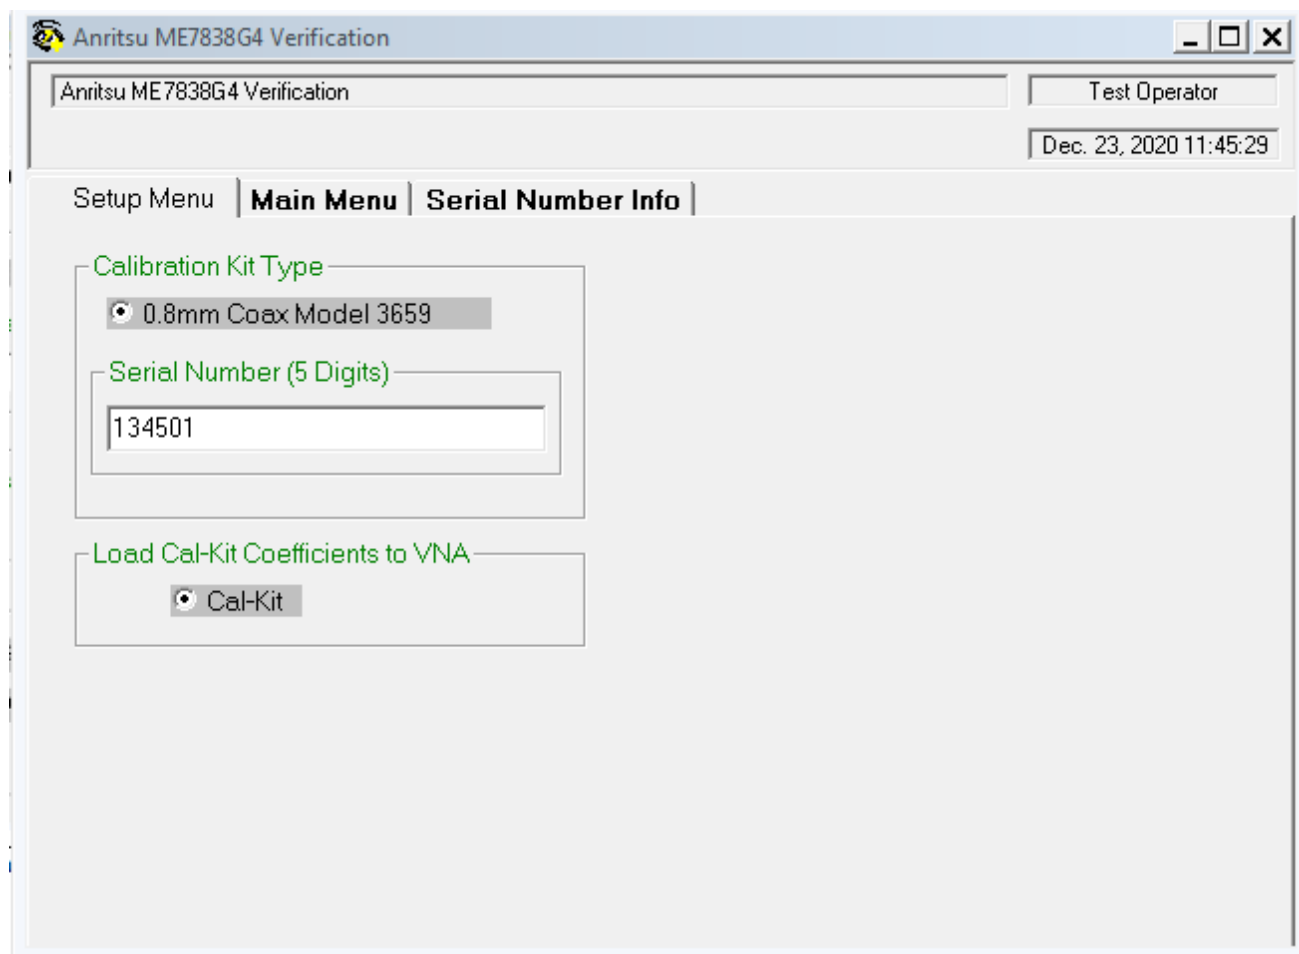 Anritsu ME7838G4 Verification
Anritsu ME7838G4 Verification
Test Operator
Dec. 23, 2020 11:45:29
Setup Menu
Main Menu
Serial Number Info
Calibration Kit Type
0.8mm Coax Model 3659
Serial Number (5 Digits)
134501
Load Cal-Kit Coefficients to VNA
Cal-Kit